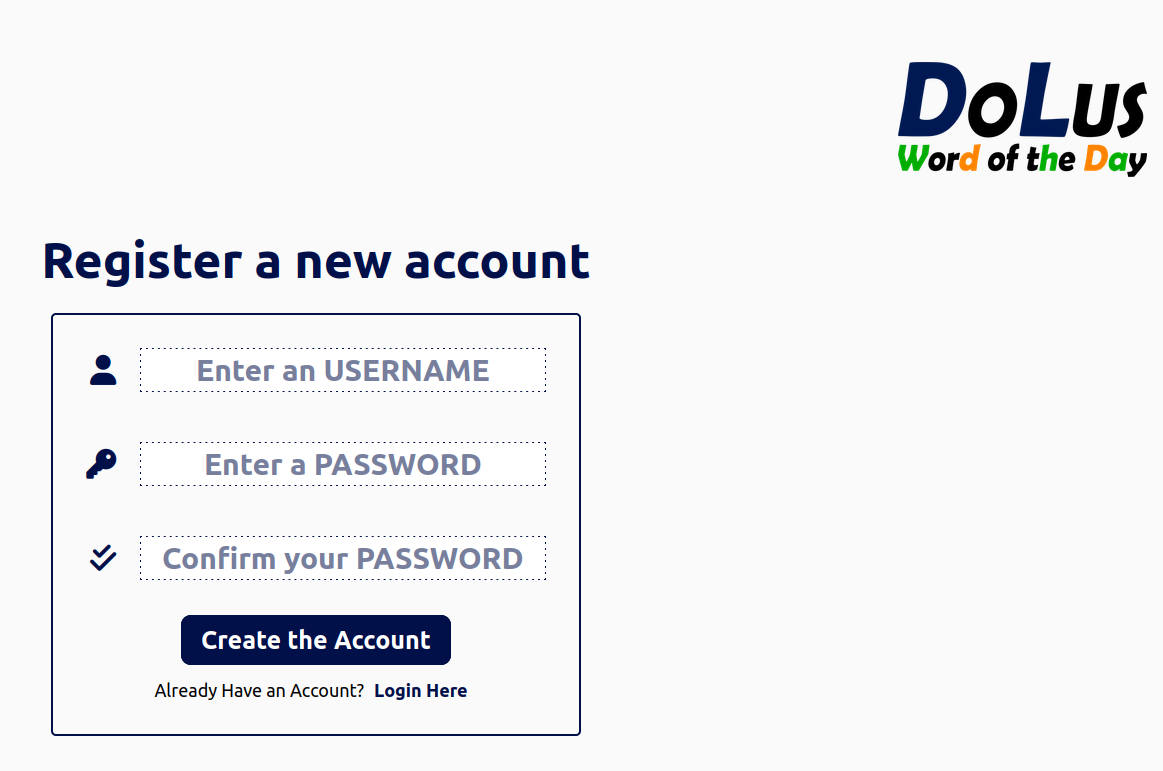 DoLus
Word of the Day
Register a new account
Enter an USERNAME
Enter a PASSWORD
Confirm your PASSWORD
Create the Account
Already Have an Account? Login Here